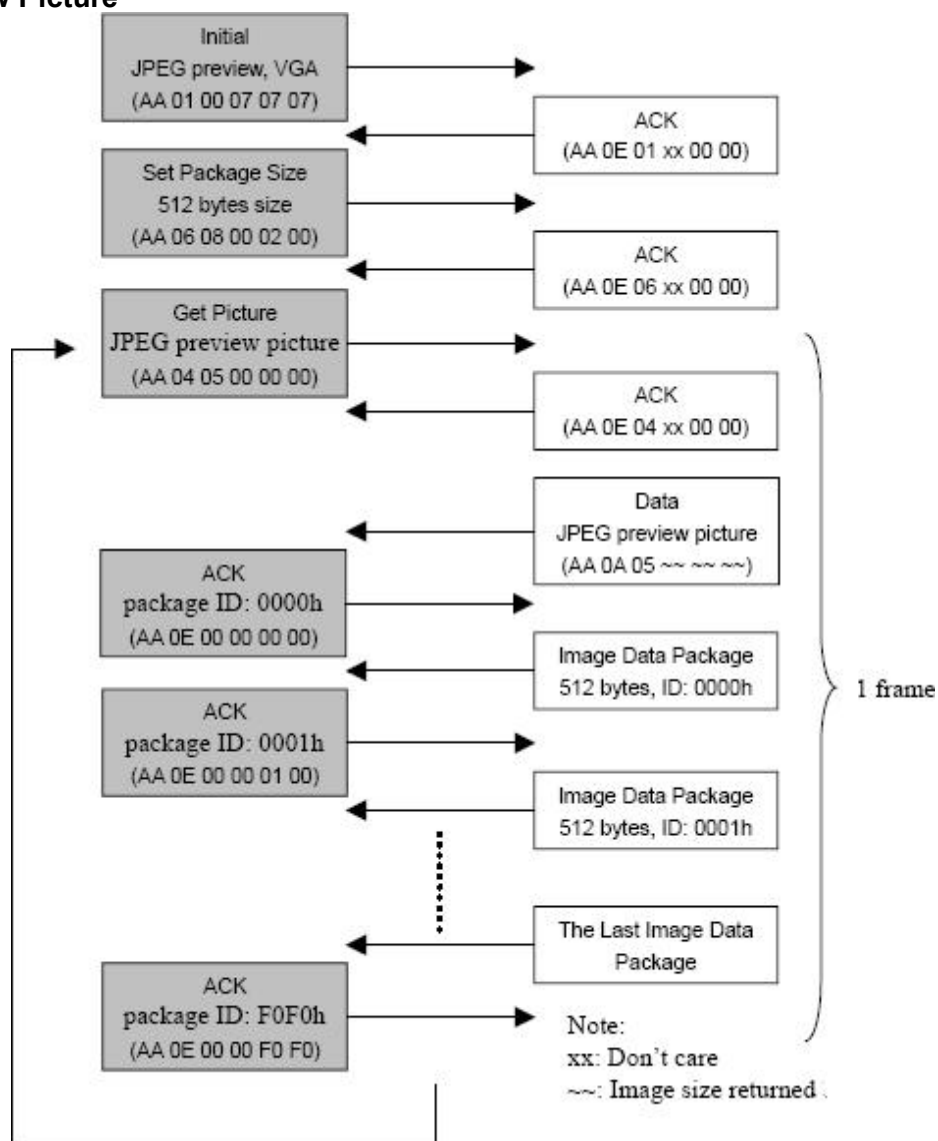 Picture
Initial
JPEG preview, VGA
(AA 01 00 07 07 07)
ACK
(AA 0E 01 xx 00 00)
Set Package Size
512 bytes size
(AA 06 08 00 02 00)
ACK
(AA 0E 06 xx 00 00)
Get Picture
JPEG preview picture
(AA 04 05 00 00 00)
ACK
(AA 0E 04 xx 00 00)
Data
JPEG preview picture
(AA 0A 05 ~~ ~~ ~~)
ACK
package ID: 0000h
(AA 0E 00 00 00 00)
Image Data Package
512 bytes, ID: 0000h
1 frame
ACK
package ID: 0001h
(AA 0E 00 00 01 00)
Image Data Package
512 bytes, ID: 0001h
The Last Image Data
Package
ACK
package ID: F0F0h
(AA 0E 00 00 F0 F0)
Note:
xx: Don't care
~~: Image size returned .